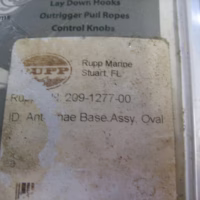 Lay Down Hooks
Outrigger Pull Ropes
Control Knobs
RUPP
Rupp Marine
Stuart, FL
209-1277-00
ID: Base Assy, Oval